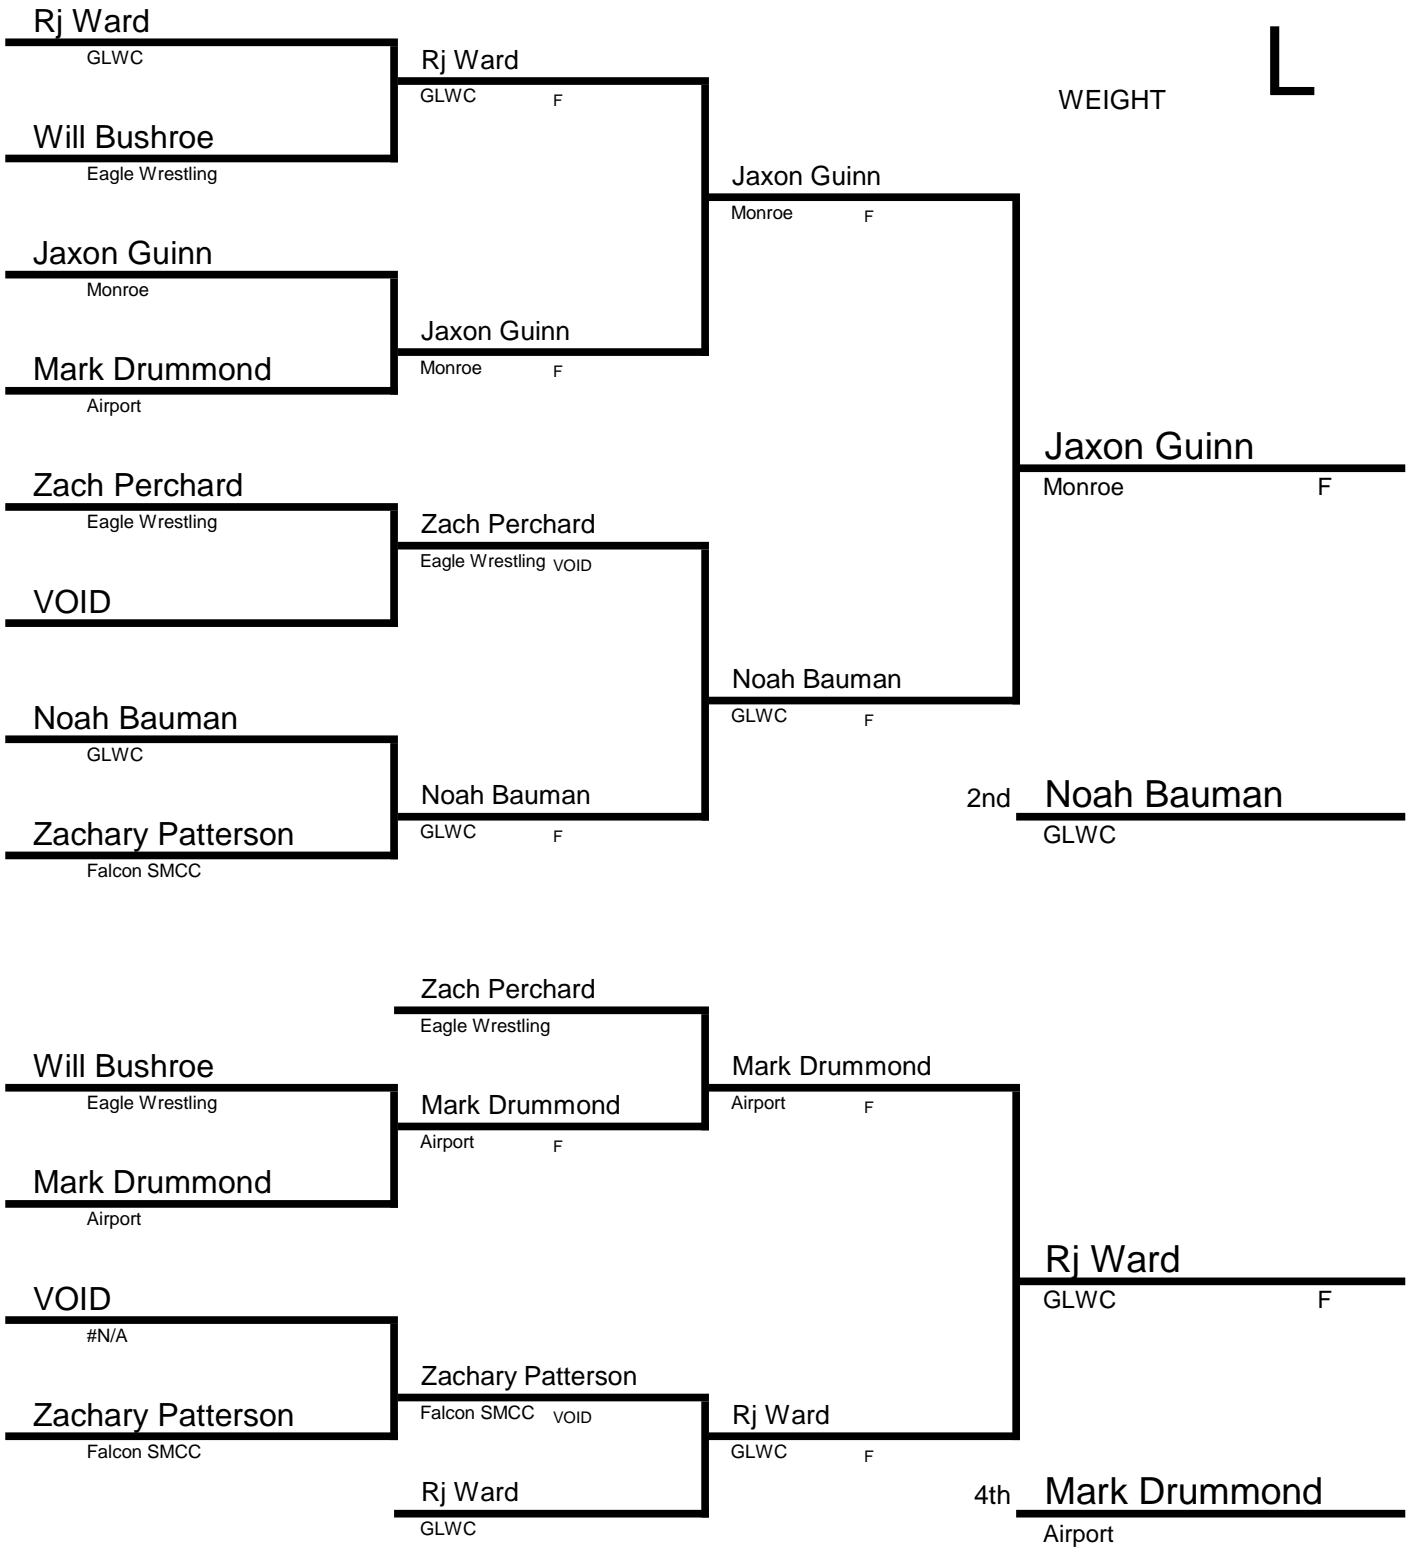 Rj Ward
GLWC
Rj Ward
GLWC F
WEIGHT L
Will Bushroe
Eagle Wrestling
Jaxon Guinn
Monroe F
Jaxon Guinn
Monroe
Jaxon Guinn
Monroe F
Mark Drummond
Airport
Jaxon Guinn
Monroe F
Zach Perchard
Eagle Wrestling
Zach Perchard
Eagle Wrestling VOID
VOID
Noah Bauman
GLWC F
Noah Bauman
GLWC
Noah Bauman
GLWC F
2nd Noah Bauman
GLWC
Zachary Patterson
Falcon SMCC
Zach Perchard
Eagle Wrestling
Will Bushroe
Eagle Wrestling
Mark Drummond
Airport F
Mark Drummond
Airport F
Mark Drummond
Airport
Rj Ward
GLWC F
VOID
#N/A
Zachary Patterson
Falcon SMCC VOID
Zachary Patterson
Falcon SMCC
Rj Ward
GLWC F
Rj Ward
GLWC
4th Mark Drummond
Airport